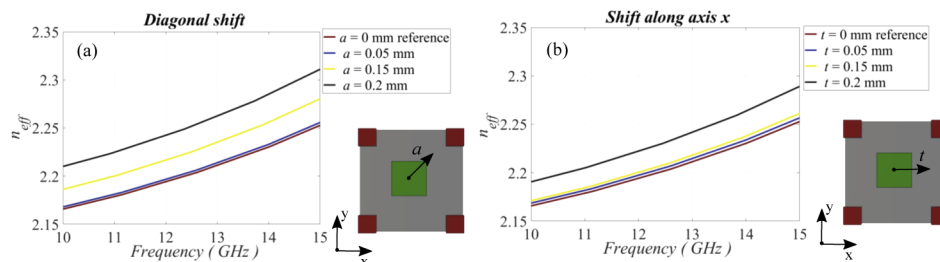 Diagonal shift
(a)
2.35
2.3
2.25
2.2
2.15
n_eff
10 11 12 13 14 15
Frequency ( GHz )
a = 0 mm reference
a = 0.05 mm
a = 0.15 mm
a = 0.2 mm
a
y
x
Shift along axis x
(b)
2.35
2.3
2.25
2.2
2.15
n_eff
10 11 12 13 14 15
Frequency ( GHz )
t = 0 mm reference
t = 0.05 mm
t = 0.15 mm
t = 0.2 mm
t
y
x